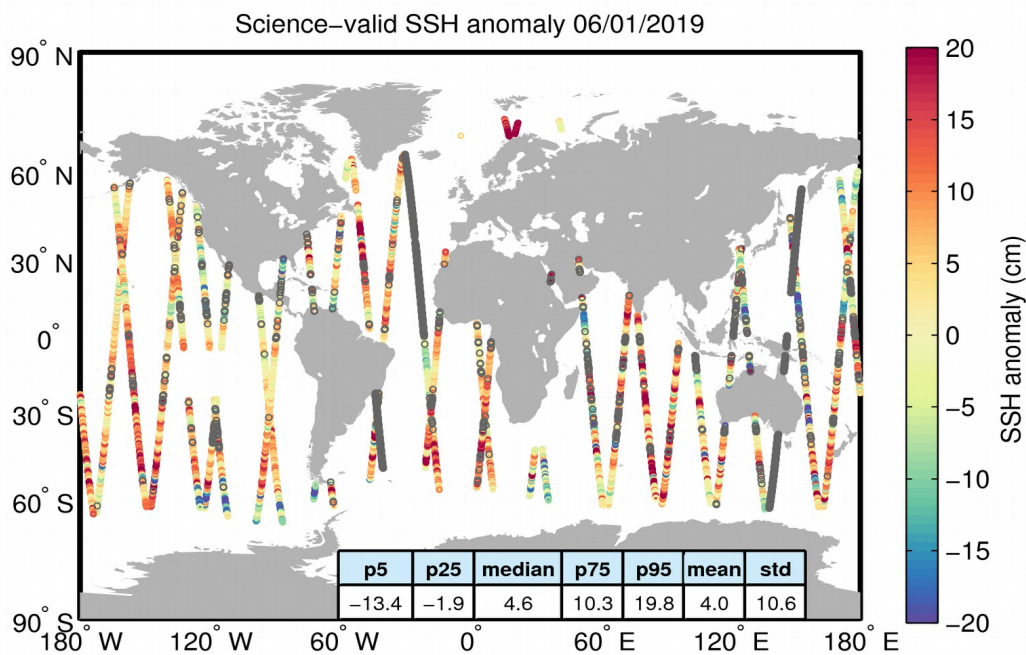 Science−valid SSH anomaly 06/01/2019
90° N
60° N
30° N
0°
30° S
60° S
90° S
180° W
120° W
60° W
0°
60° E
120° E
180° E
p5 p25 median p75 p95 mean std
−13.4 −1.9 4.6 10.3 19.8 4.0 10.6
20
15
10
5
0
−5
−10
−15
−20
SSH anomaly (cm)